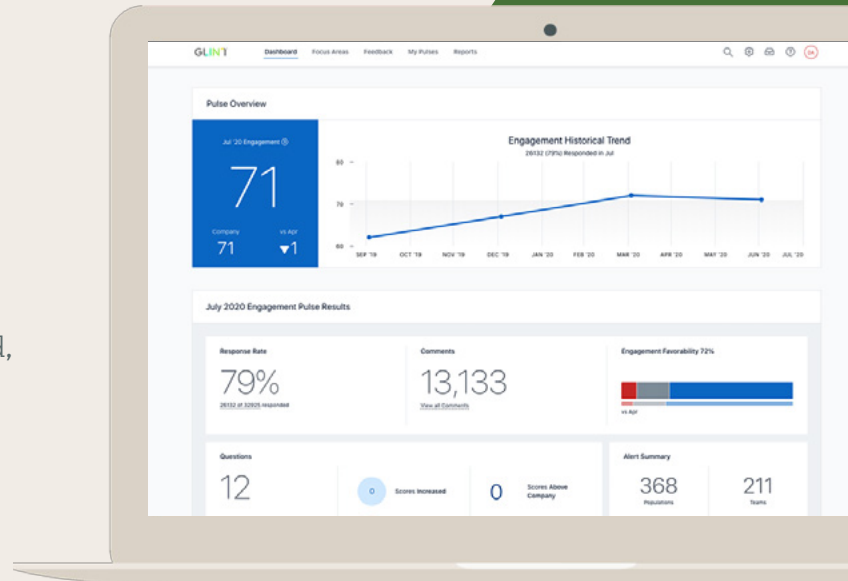 GLINT Dashboard Focus Areas Feedback My Pulses Reports
Pulse Overview
Jul '20 Engagement
71
Company vs Apr
71 ▼1
Engagement Historical Trend
26132 (79%) Responded in Jul
80
70
60
SEP '19 OCT '19 NOV '19 DEC '19 JAN '20 FEB '20 MAR '20 APR '20 MAY '20 JUN '20 JUL '20
July 2020 Engagement Pulse Results
Response Rate
79%
26132 of 32925 responded
Comments
13,133
View all Comments
Engagement Favorability 72%
vs Apr
Questions
12
0 Scores Increased
0 Scores Above
Company
Alert Summary
368
Populations
211
Teams